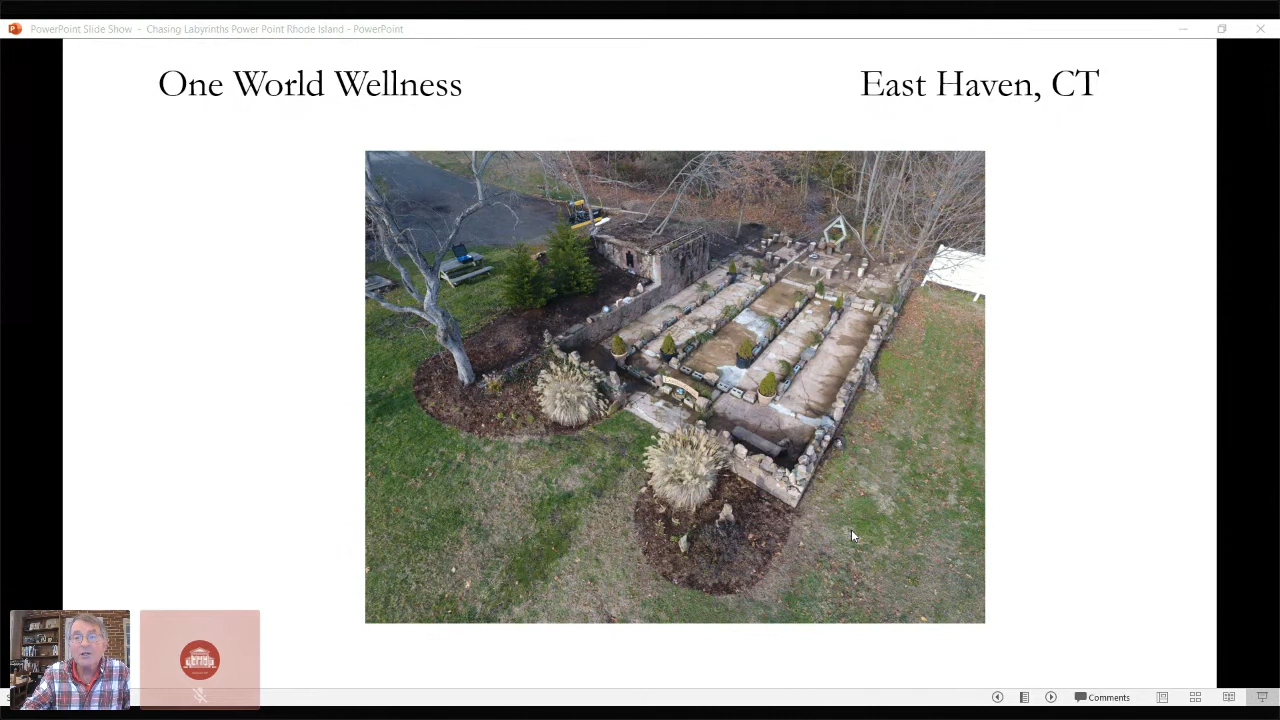 PowerPoint Slide Show - Chasing Labyrinths Power Point Rhode Island - PowerPoint
One World Wellness
East Haven, CT
Comments